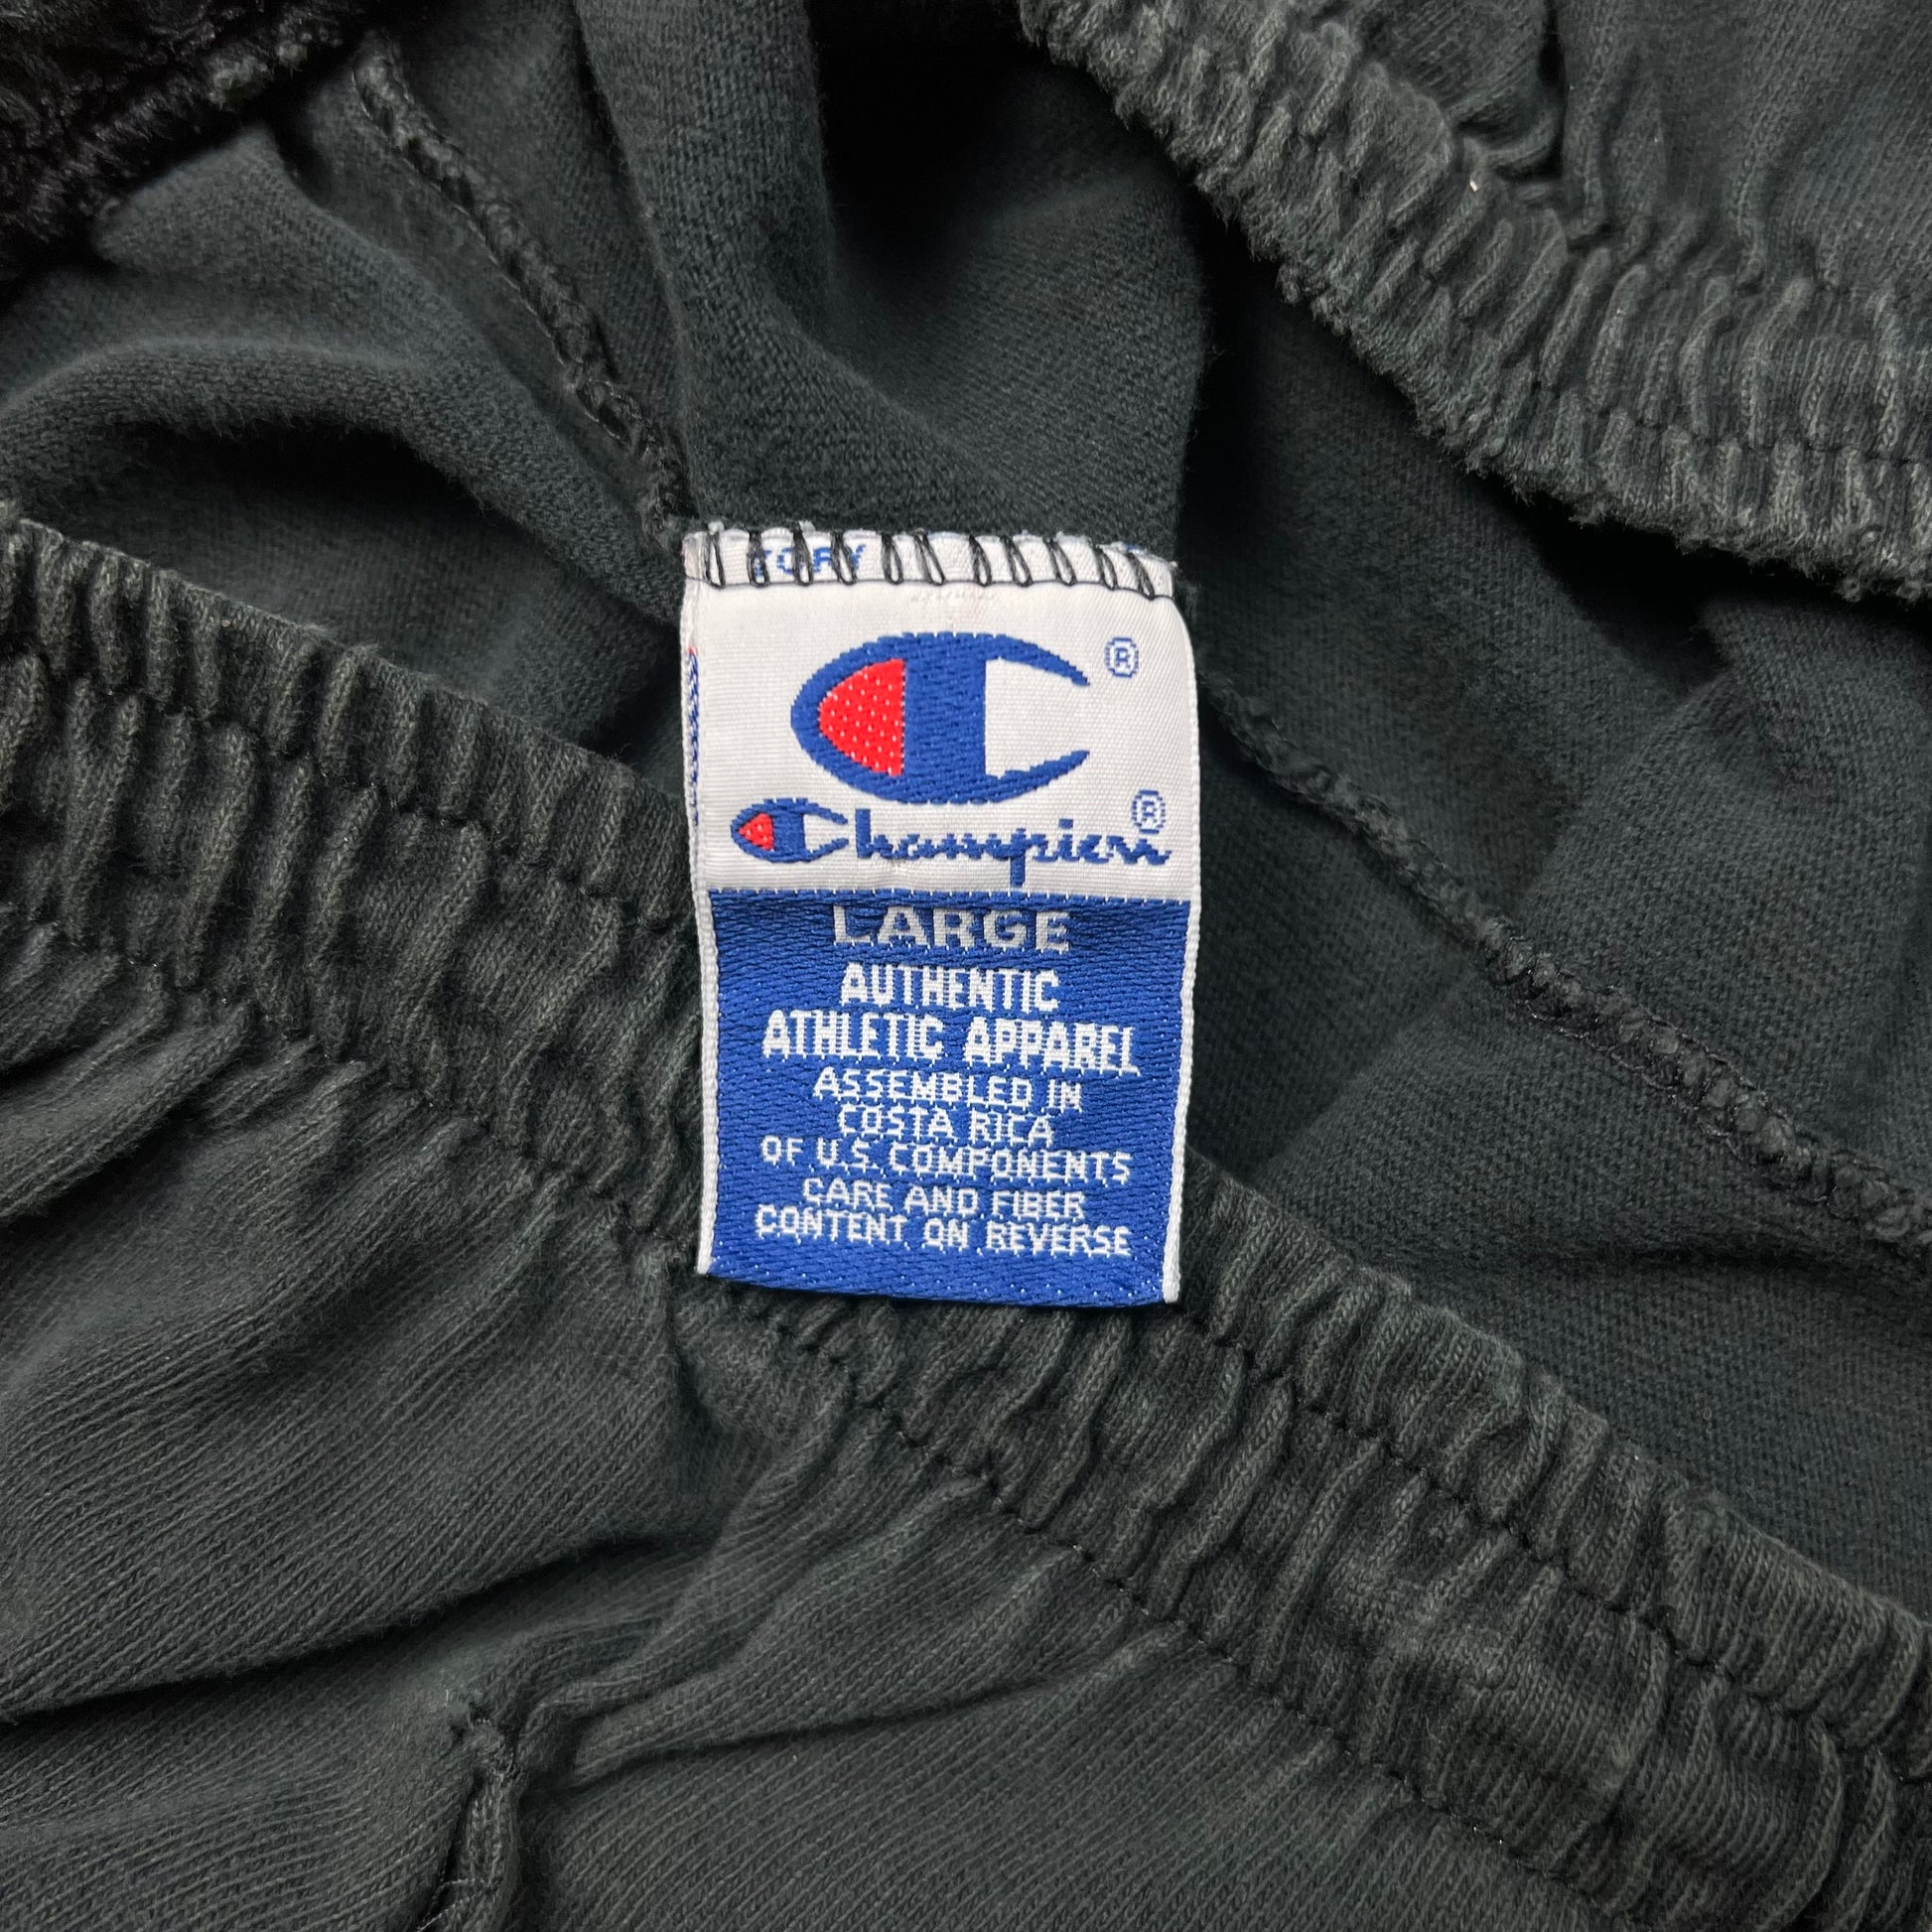 ®
Champion®
LARGE
AUTHENTIC
ATHLETIC APPAREL
ASSEMBLED IN
COSTA RICA
OF U.S. COMPONENTS
CARE AND FIBER
CONTENT ON REVERSE